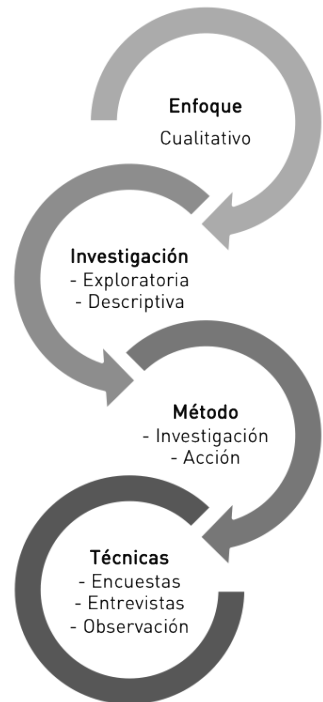 Enfoque
Cualitativo
Investigación
- Exploratoria
- Descriptiva
Método
- Investigación
- Acción
Técnicas
- Encuestas
- Entrevistas
- Observación